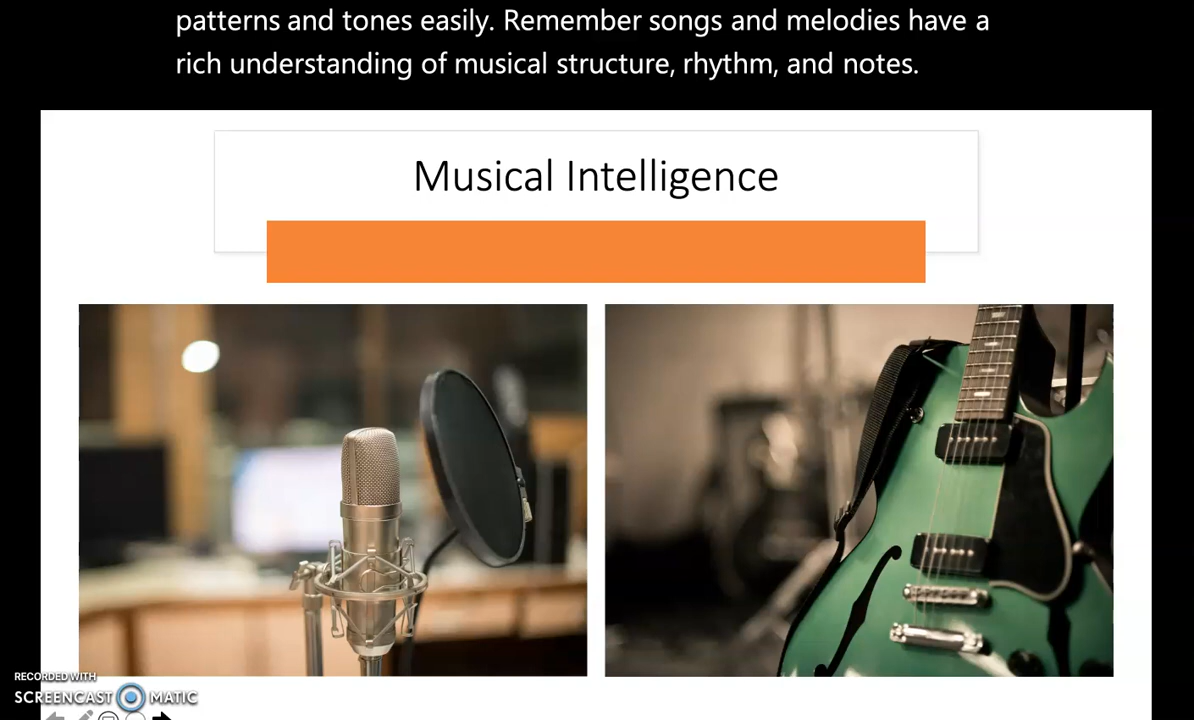 patterns and tones easily. Remember songs and melodies have a
rich understanding of musical structure, rhythm, and notes.
Musical Intelligence
RECORDED WITH
SCREENCAST MATIC